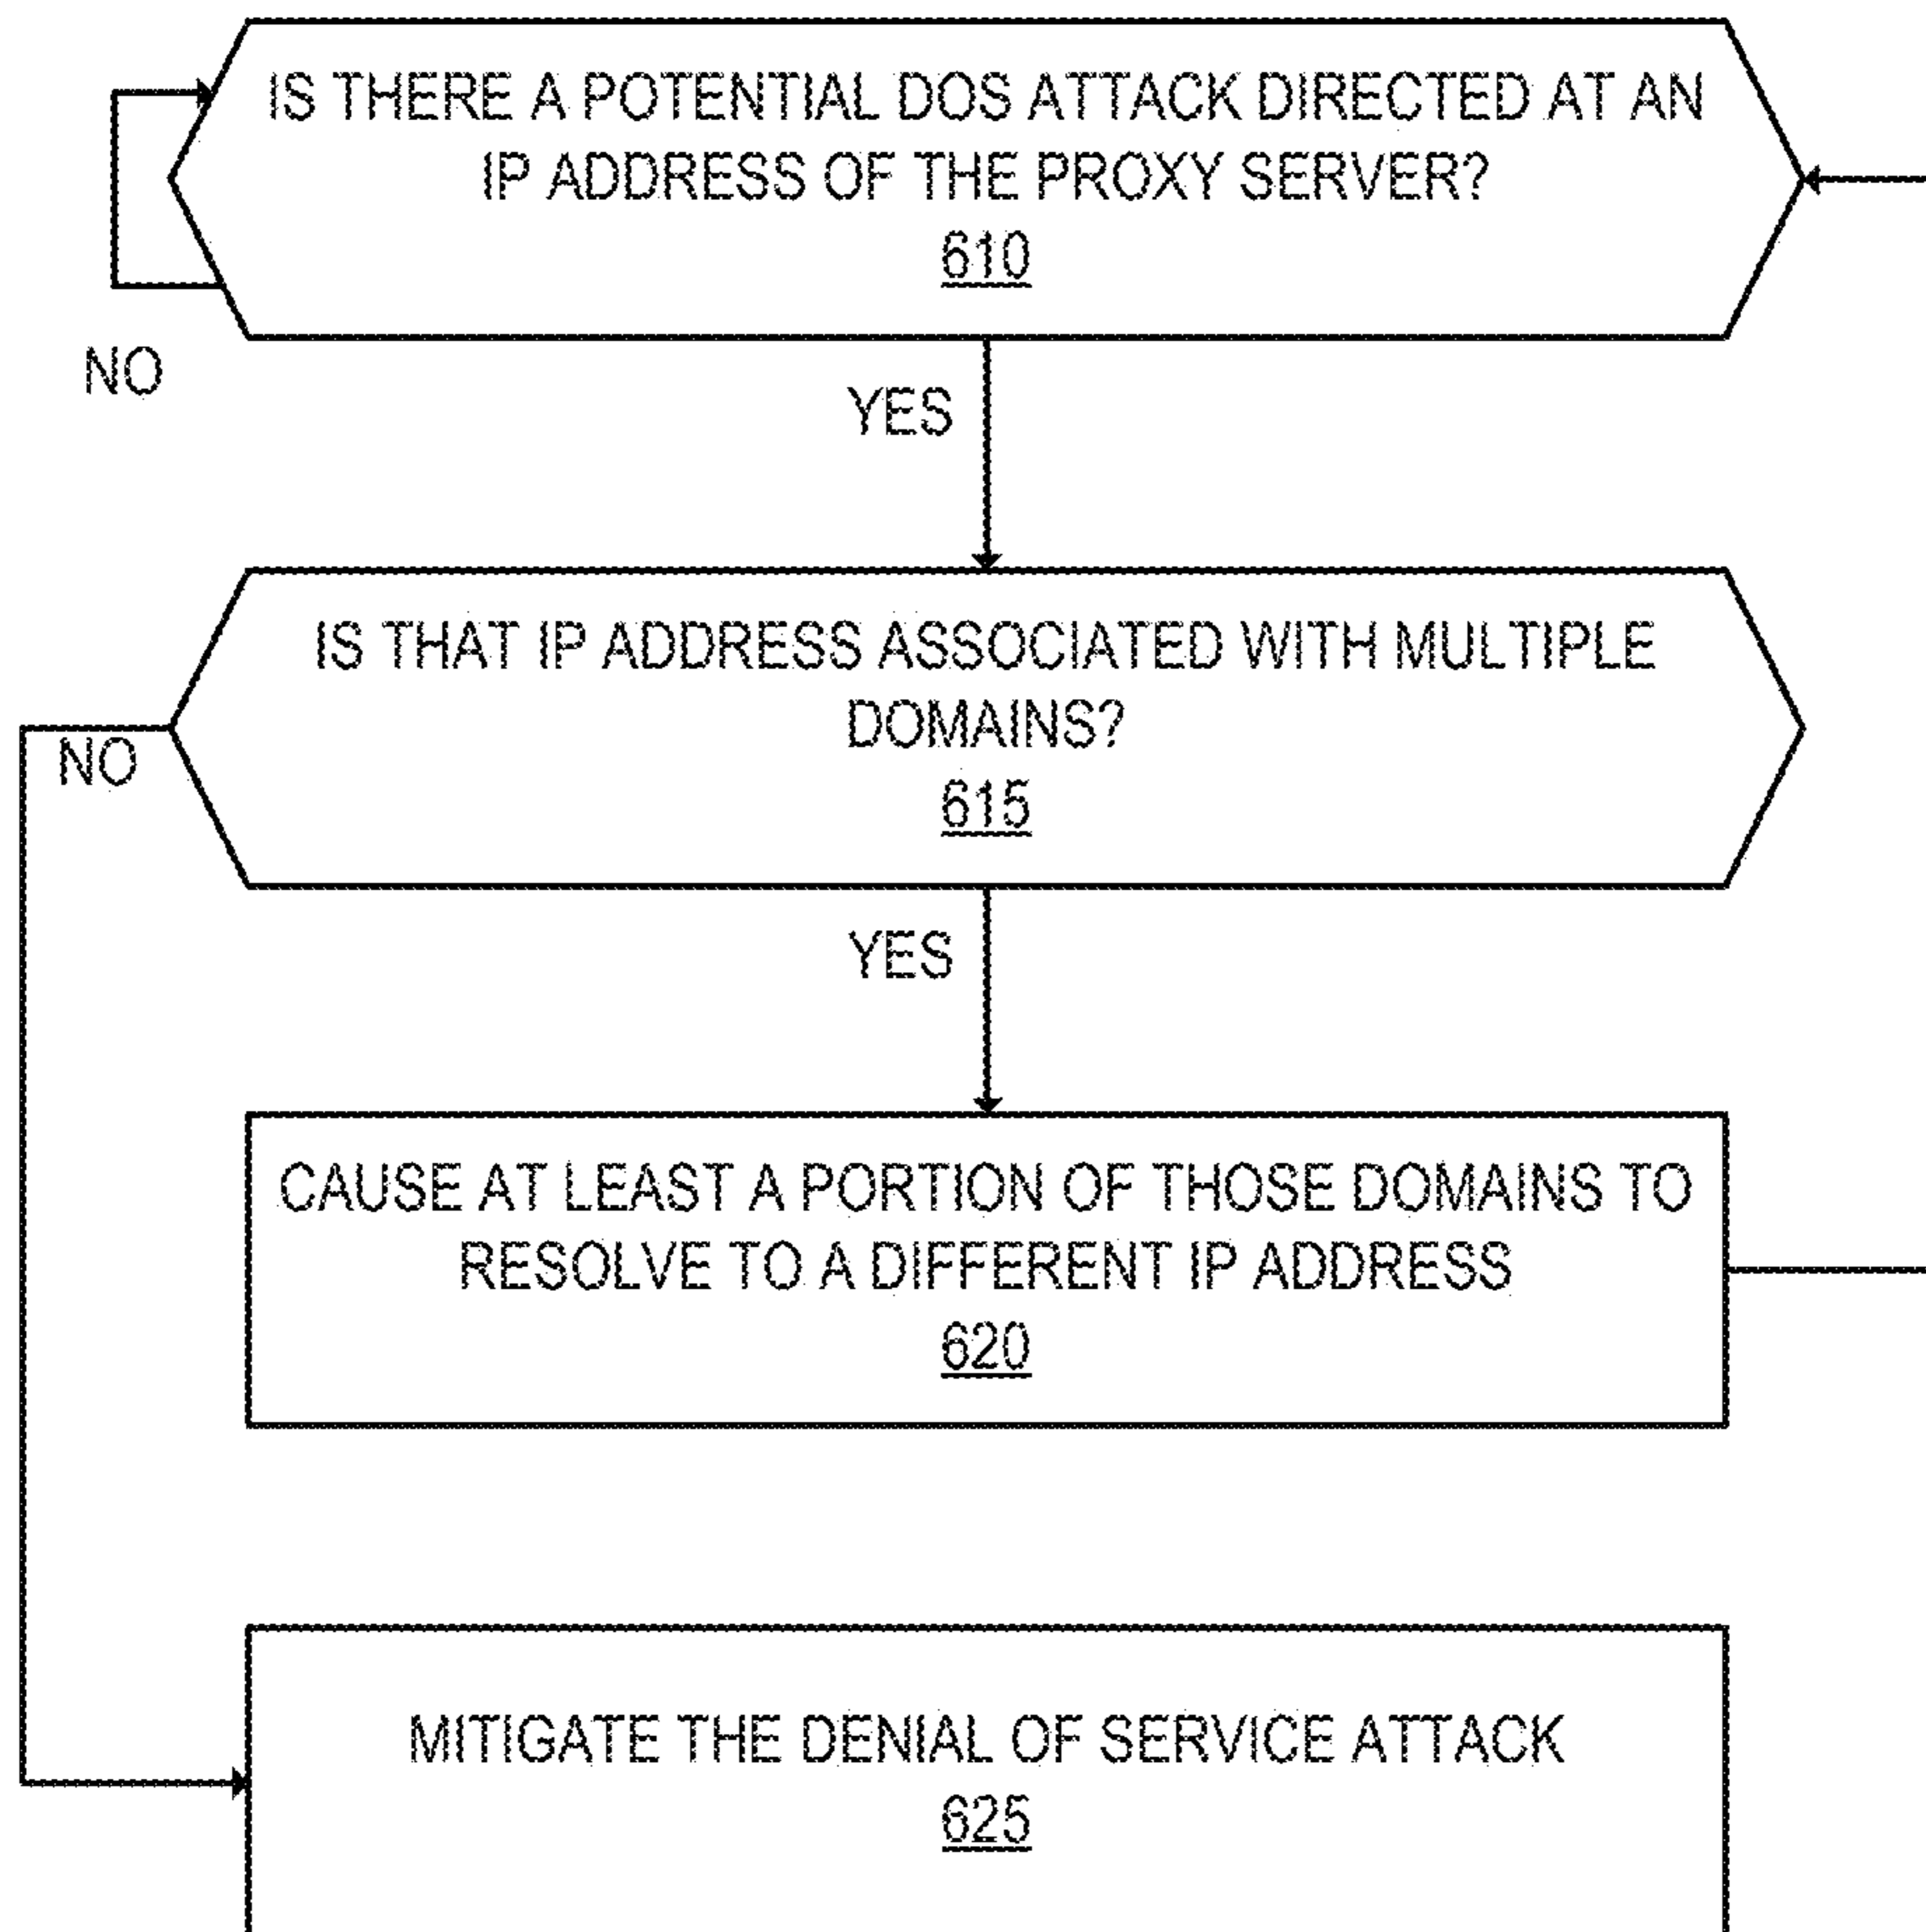 IS THERE A POTENTIAL DOS ATTACK DIRECTED AT AN
IP ADDRESS OF THE PROXY SERVER?
610
NO
YES
IS THAT IP ADDRESS ASSOCIATED WITH MULTIPLE
DOMAINS?
615
NO
YES
CAUSE AT LEAST A PORTION OF THOSE DOMAINS TO
RESOLVE TO A DIFFERENT IP ADDRESS
620
MITIGATE THE DENIAL OF SERVICE ATTACK
625